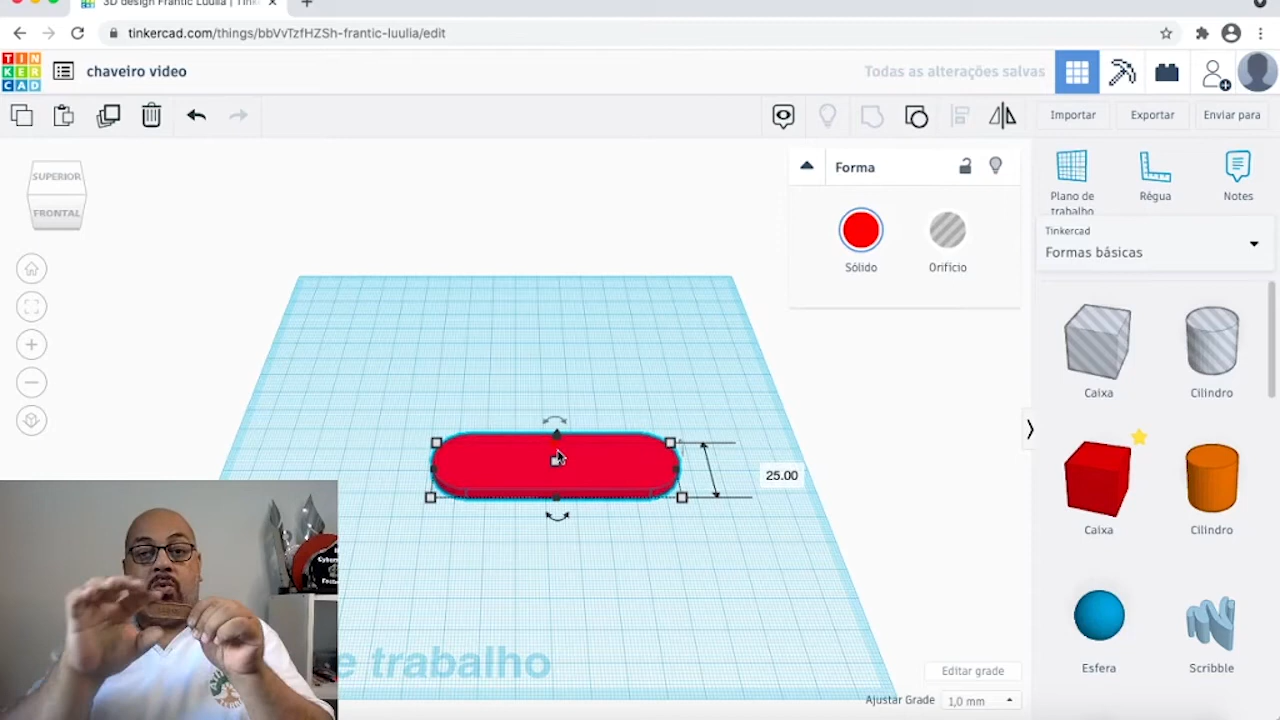 3D design Frantic Luulia | Tink
tinkercad.com/things/bbVvTzfHZSh-frantic-luulia/edit
TIN
KER
CAD
chaveiro video
Todas as alterações salvas
Importar
Exportar
Enviar para
SUPERIOR
FRONTAL
Forma
Sólido
Orifício
Plano de
trabalho
Régua
Notes
Tinkercad
Formas básicas
Caixa
Cilindro
25.00
Caixa
Cilindro
Esfera
Scribble
e trabalho
Editar grade
Ajustar Grade
1,0 mm